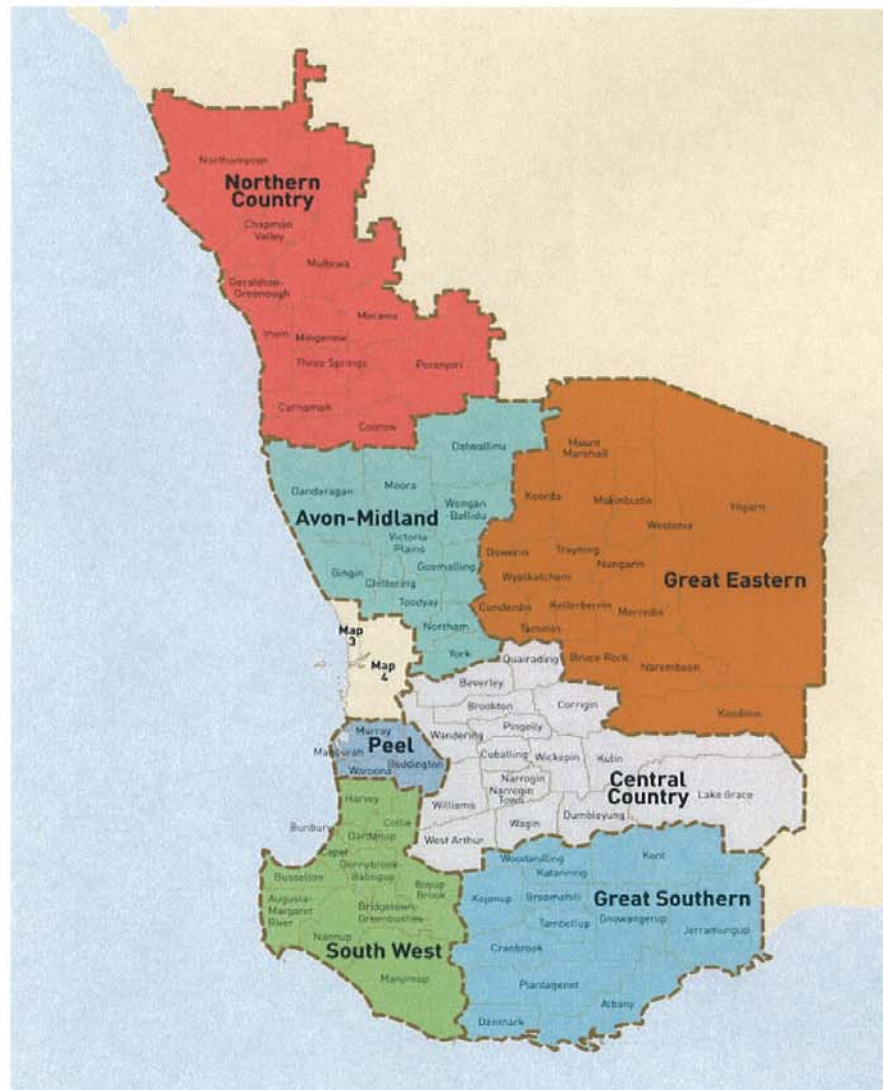 Northampton
Northern
Country
Chapman
Valley
Mullewa
Geraldton-
Greenough
Morawa
Irwin
Mingenew
Three Springs
Perenjori
Carnamah
Coorow
Dalwallinu
Dandaragan
Moora
Wongan
-Ballidu
Avon-Midland
Victoria
Plains
Gingin
Chittering
Goomalling
Toodyay
Northam
York
Mount
Marshall
Koorda
Mukinbudin
Yilgarn
Westonia
Dowerin
Trayning
Nungarin
Wyalkatchem
Great Eastern
Cunderdin
Kellerberrin
Merredin
Tammin
Bruce Rock
Narembeen
Kondinin
Map
3
Map
4
Quairading
Beverley
Brookton
Corrigin
Pingelly
Wandering
Cuballing
Wickepin
Kulin
Narrogin
Narrogin
Town
Central
Country
Lake Grace
Williams
Wagin
Dumbleyung
West Arthur
Murray
Peel
Mandurah
Boddington
Waroona
Harvey
Bunbury
Collie
Dardanup
Capel
Donnybrook-
Balingup
Busselton
Boyup
Brook
Augusta-
Margaret
River
Bridgetown-
Greenbushes
Nannup
South West
Manjimup
Woodanilling
Kent
Katanning
Kojonup
Broomehill
Great Southern
Gnowangerup
Tambellup
Jerramungup
Cranbrook
Plantagenet
Albany
Denmark